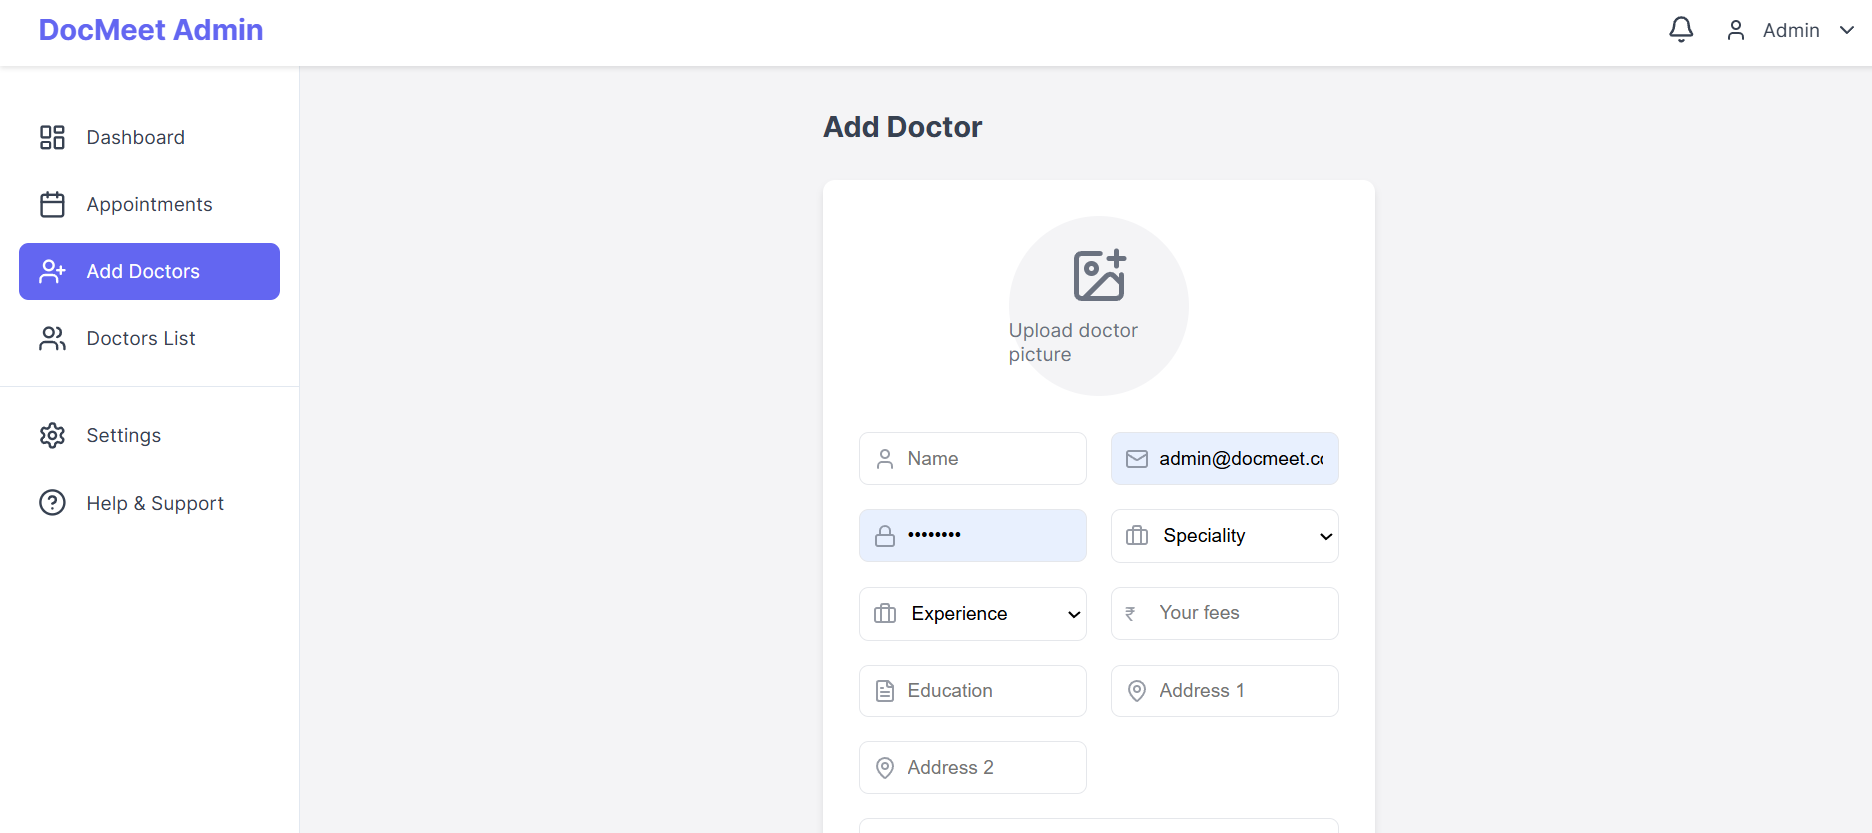 DocMeet Admin
Admin
Dashboard
Appointments
Add Doctors
Doctors List
Settings
Help & Support
Add Doctor
Upload doctor
picture
Name
admin@docmeet.co
••••••••
Speciality
Experience
₹ Your fees
Education
Address 1
Address 2